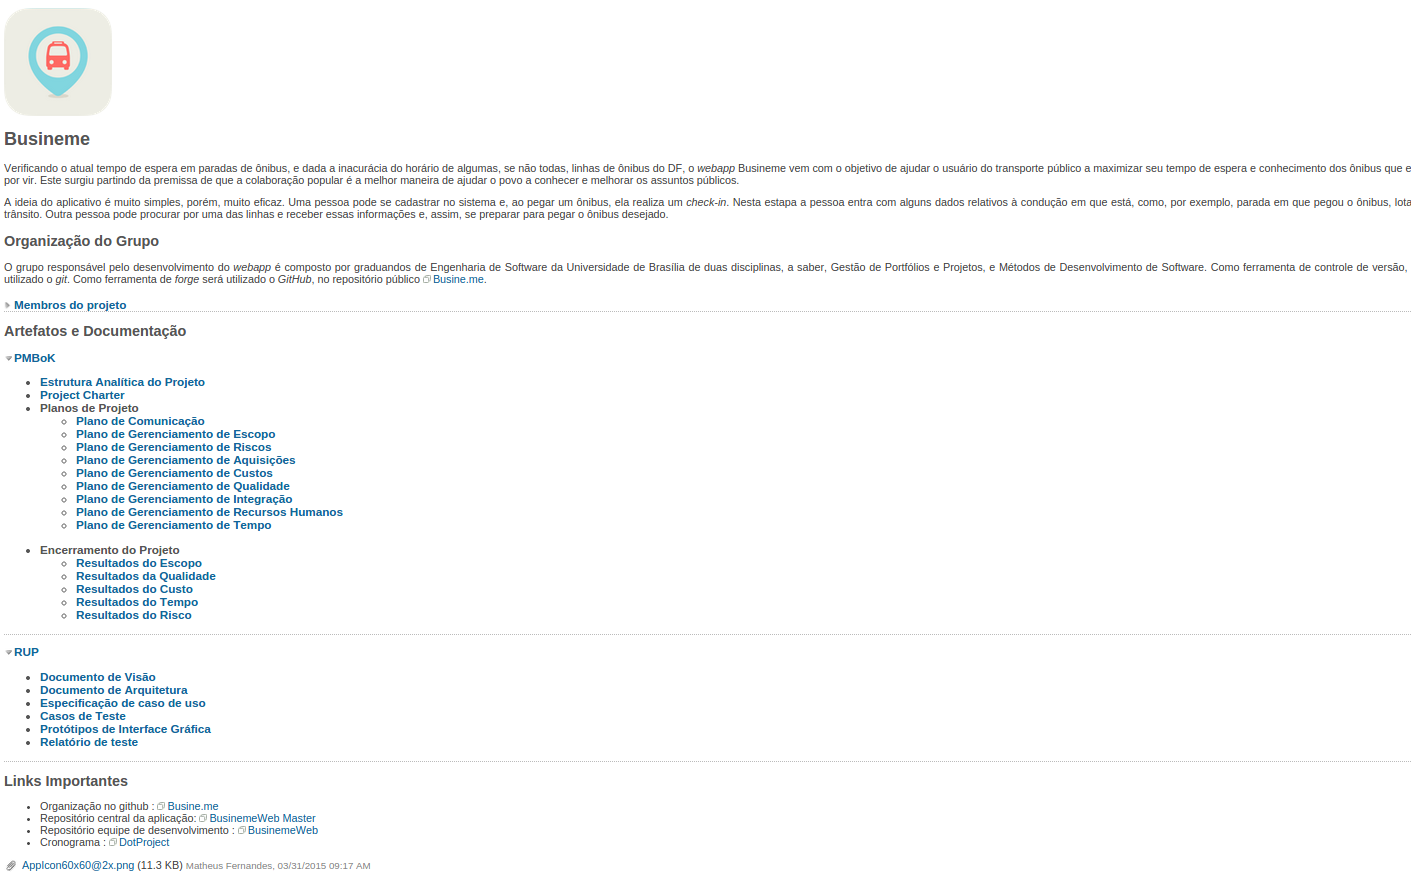 Busineme
Verificando o atual tempo de espera em paradas de ônibus, e dada a inacurácia do horário de algumas, se não todas, linhas de ônibus do DF, o webapp Busineme vem com o objetivo de ajudar o usuário do transporte público a maximizar seu tempo de espera e conhecimento dos ônibus que e
por vir. Este surgiu partindo da premissa de que a colaboração popular é a melhor maneira de ajudar o povo a conhecer e melhorar os assuntos públicos.
A ideia do aplicativo é muito simples, porém, muito eficaz. Uma pessoa pode se cadastrar no sistema e, ao pegar um ônibus, ela realiza um check-in. Nesta estapa a pessoa entra com alguns dados relativos à condução em que está, como, por exemplo, parada em que pegou o ônibus, lota
trânsito. Outra pessoa pode procurar por uma das linhas e receber essas informações e, assim, se preparar para pegar o ônibus desejado.
Organização do Grupo
O grupo responsável pelo desenvolvimento do webapp é composto por graduandos de Engenharia de Software da Universidade de Brasília de duas disciplinas, a saber, Gestão de Portfólios e Projetos, e Métodos de Desenvolvimento de Software. Como ferramenta de controle de versão,
utilizado o git. Como ferramenta de forge será utilizado o GitHub, no repositório público Busine.me.
Membros do projeto
Artefatos e Documentação
PMBoK
Estrutura Analítica do Projeto
Project Charter
Planos de Projeto
Plano de Comunicação
Plano de Gerenciamento de Escopo
Plano de Gerenciamento de Riscos
Plano de Gerenciamento de Aquisições
Plano de Gerenciamento de Custos
Plano de Gerenciamento de Qualidade
Plano de Gerenciamento de Integração
Plano de Gerenciamento de Recursos Humanos
Plano de Gerenciamento de Tempo
Encerramento do Projeto
Resultados do Escopo
Resultados da Qualidade
Resultados do Custo
Resultados do Tempo
Resultados do Risco
RUP
Documento de Visão
Documento de Arquitetura
Especificação de caso de uso
Casos de Teste
Protótipos de Interface Gráfica
Relatório de teste
Links Importantes
Organização no github : Busine.me
Repositório central da aplicação: BusinemeWeb Master
Repositório equipe de desenvolvimento : BusinemeWeb
Cronograma : DotProject
AppIcon60x60@2x.png (11.3 KB) Matheus Fernandes, 03/31/2015 09:17 AM